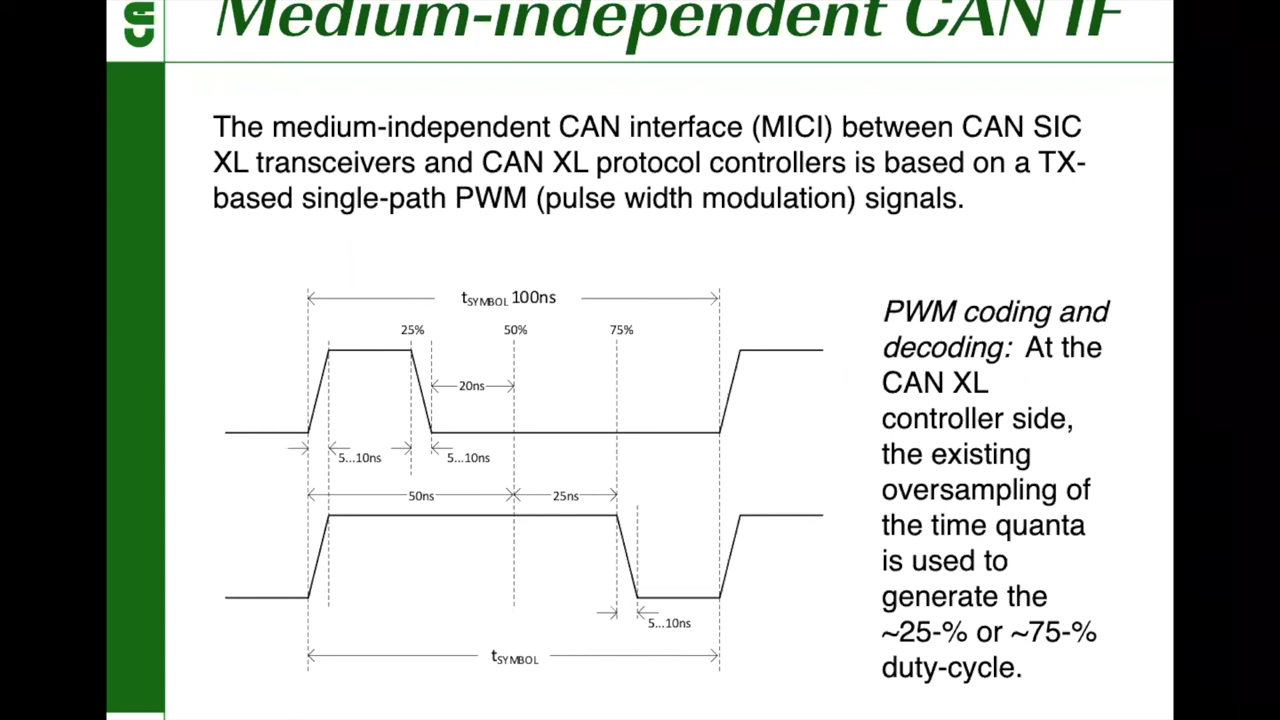 Medium-independent CAN IF
The medium-independent CAN interface (MICI) between CAN SIC
XL transceivers and CAN XL protocol controllers is based on a TX-
based single-path PWM (pulse width modulation) signals.
tSYMBOL 100ns
25% 50% 75%
20ns
5...10ns 5...10ns
50ns 25ns
5...10ns
tSYMBOL
PWM coding and
decoding: At the
CAN XL
controller side,
the existing
oversampling of
the time quanta
is used to
generate the
~25-% or ~75-%
duty-cycle.